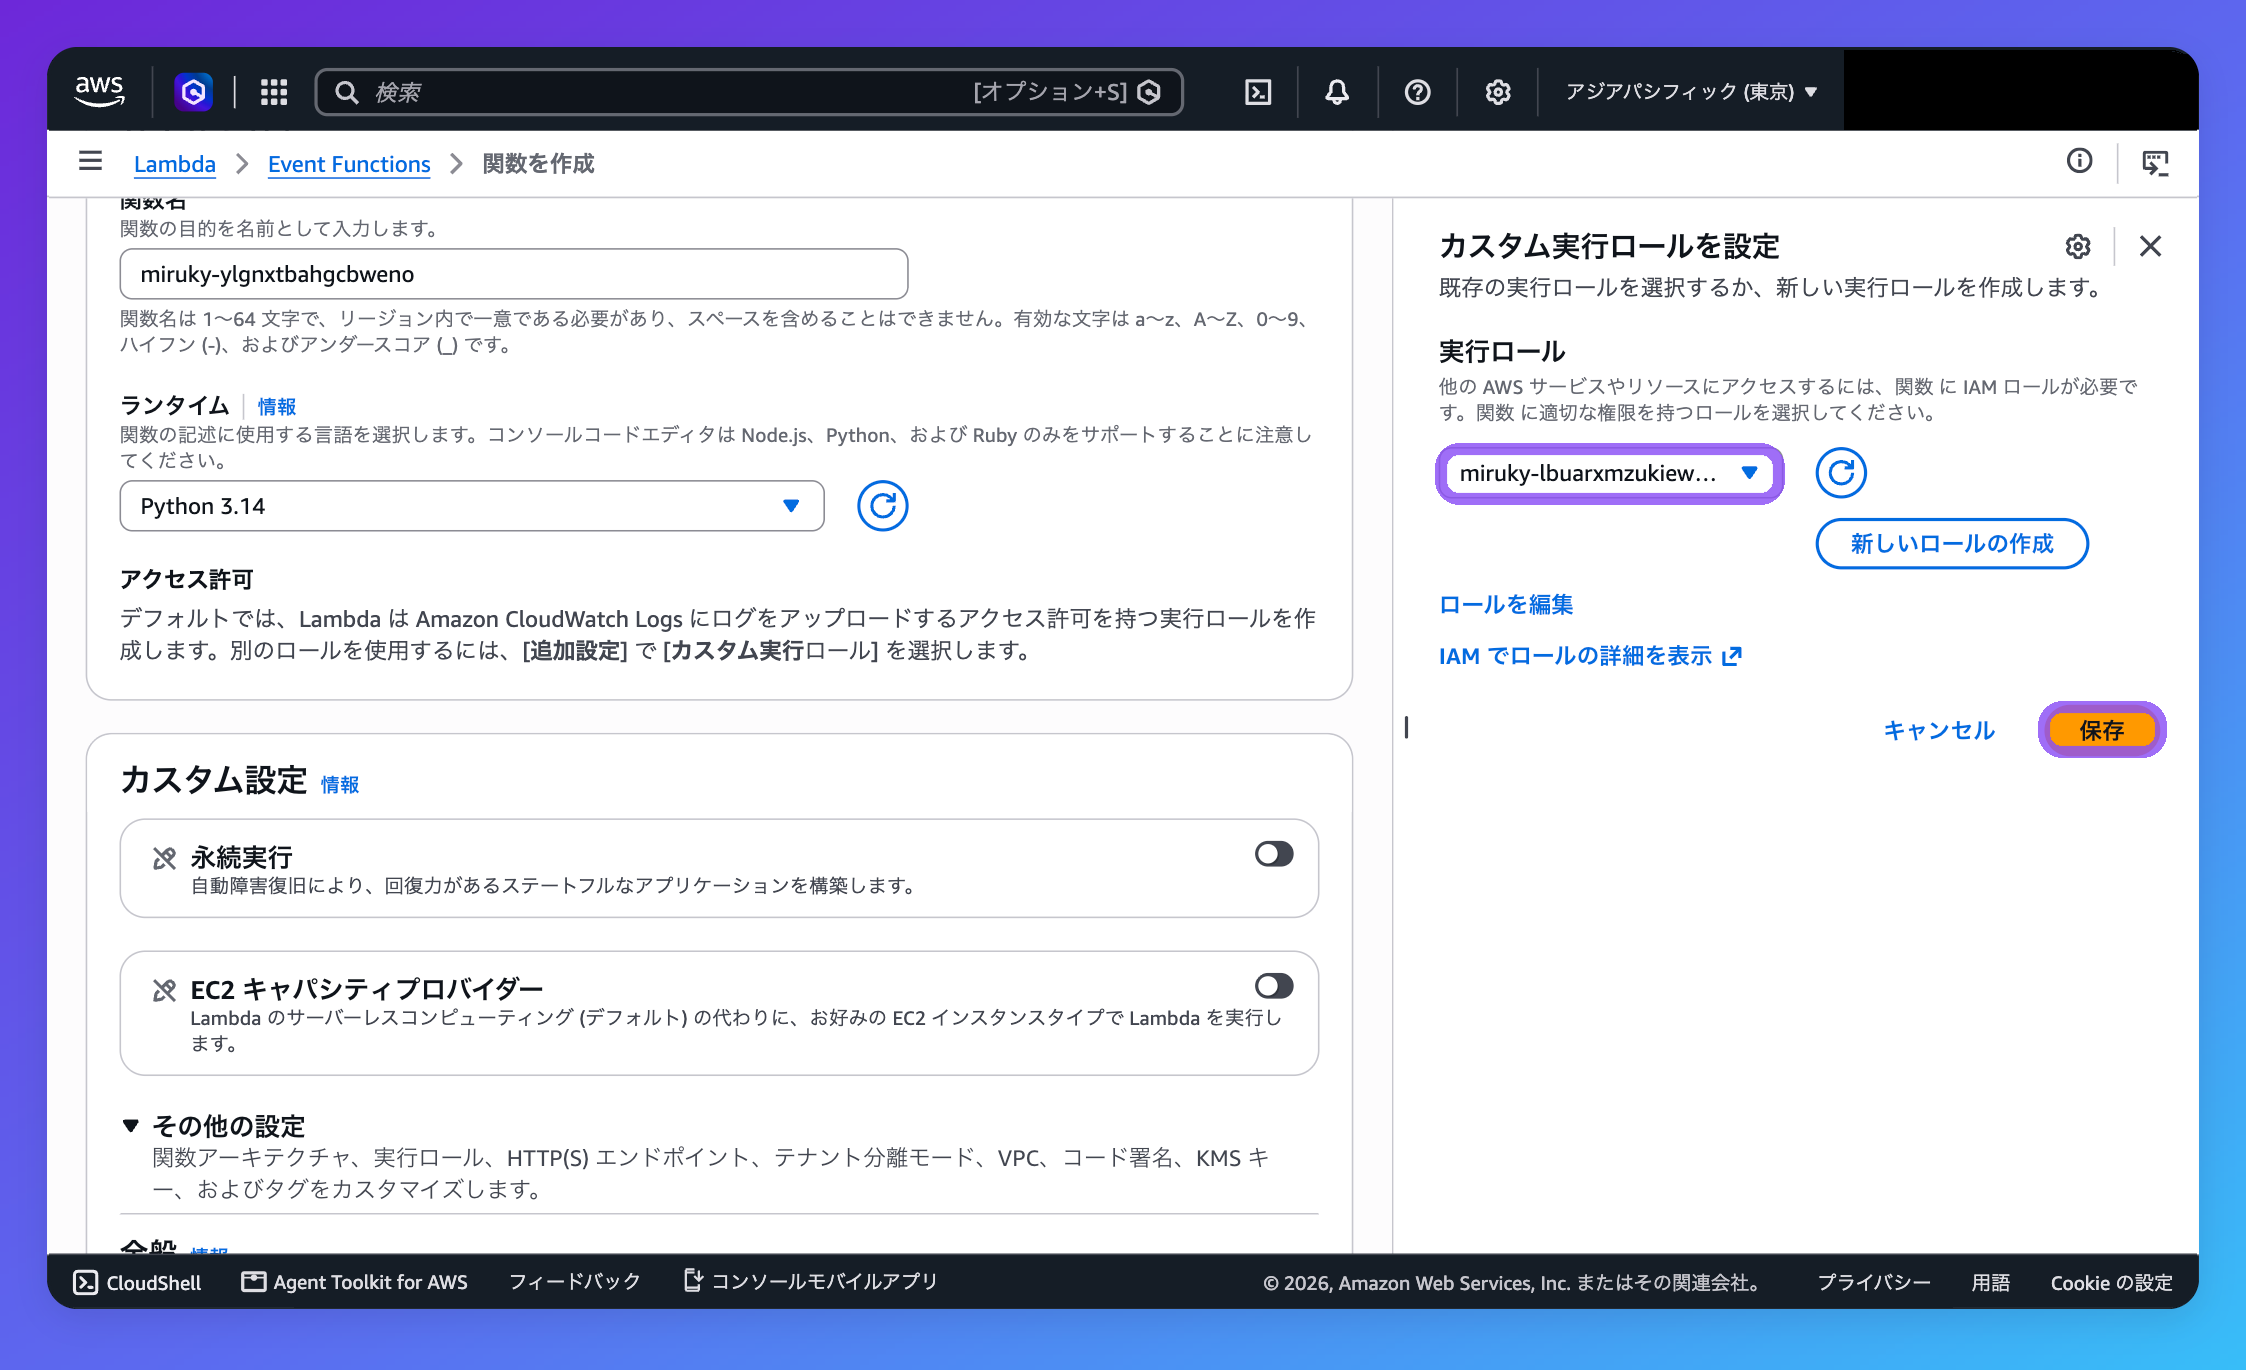 aws
検索
[オプション+S]
アジアパシフィック (東京)
Lambda
Event Functions
関数を作成
関数名
関数の目的を名前として入力します。
miruky-ylgnxtbahgcbweno
関数名は 1〜64 文字で、リージョン内で一意である必要があり、スペースを含めることはできません。有効な文字は a〜z、A〜Z、0〜9、
ハイフン (-)、およびアンダースコア (_) です。
ランタイム
情報
関数の記述に使用する言語を選択します。コンソールコードエディタは Node.js、Python、および Ruby のみをサポートすることに注意し
てください。
Python 3.14
アクセス許可
デフォルトでは、Lambda は Amazon CloudWatch Logs にログをアップロードするアクセス許可を持つ実行ロールを作
成します。別のロールを使用するには、[追加設定] で [カスタム実行ロール] を選択します。
カスタム設定 情報
永続実行
自動障害復旧により、回復力があるステートフルなアプリケーションを構築します。
EC2 キャパシティプロバイダー
Lambda のサーバーレスコンピューティング (デフォルト) の代わりに、お好みの EC2 インスタンスタイプで Lambda を実行し
ます。
その他の設定
関数アーキテクチャ、実行ロール、HTTP(S) エンドポイント、テナント分離モード、VPC、コード署名、KMS キ
ー、およびタグをカスタマイズします。
全般 情報
カスタム実行ロールを設定
既存の実行ロールを選択するか、新しい実行ロールを作成します。
実行ロール
他の AWS サービスやリソースにアクセスするには、関数 に IAM ロールが必要で
す。関数 に適切な権限を持つロールを選択してください。
miruky-lbuarxmzukiew...
新しいロールの作成
ロールを編集
IAM でロールの詳細を表示
キャンセル
保存
CloudShell
Agent Toolkit for AWS
フィードバック
コンソールモバイルアプリ
© 2026, Amazon Web Services, Inc. またはその関連会社。
プライバシー
用語
Cookie の設定